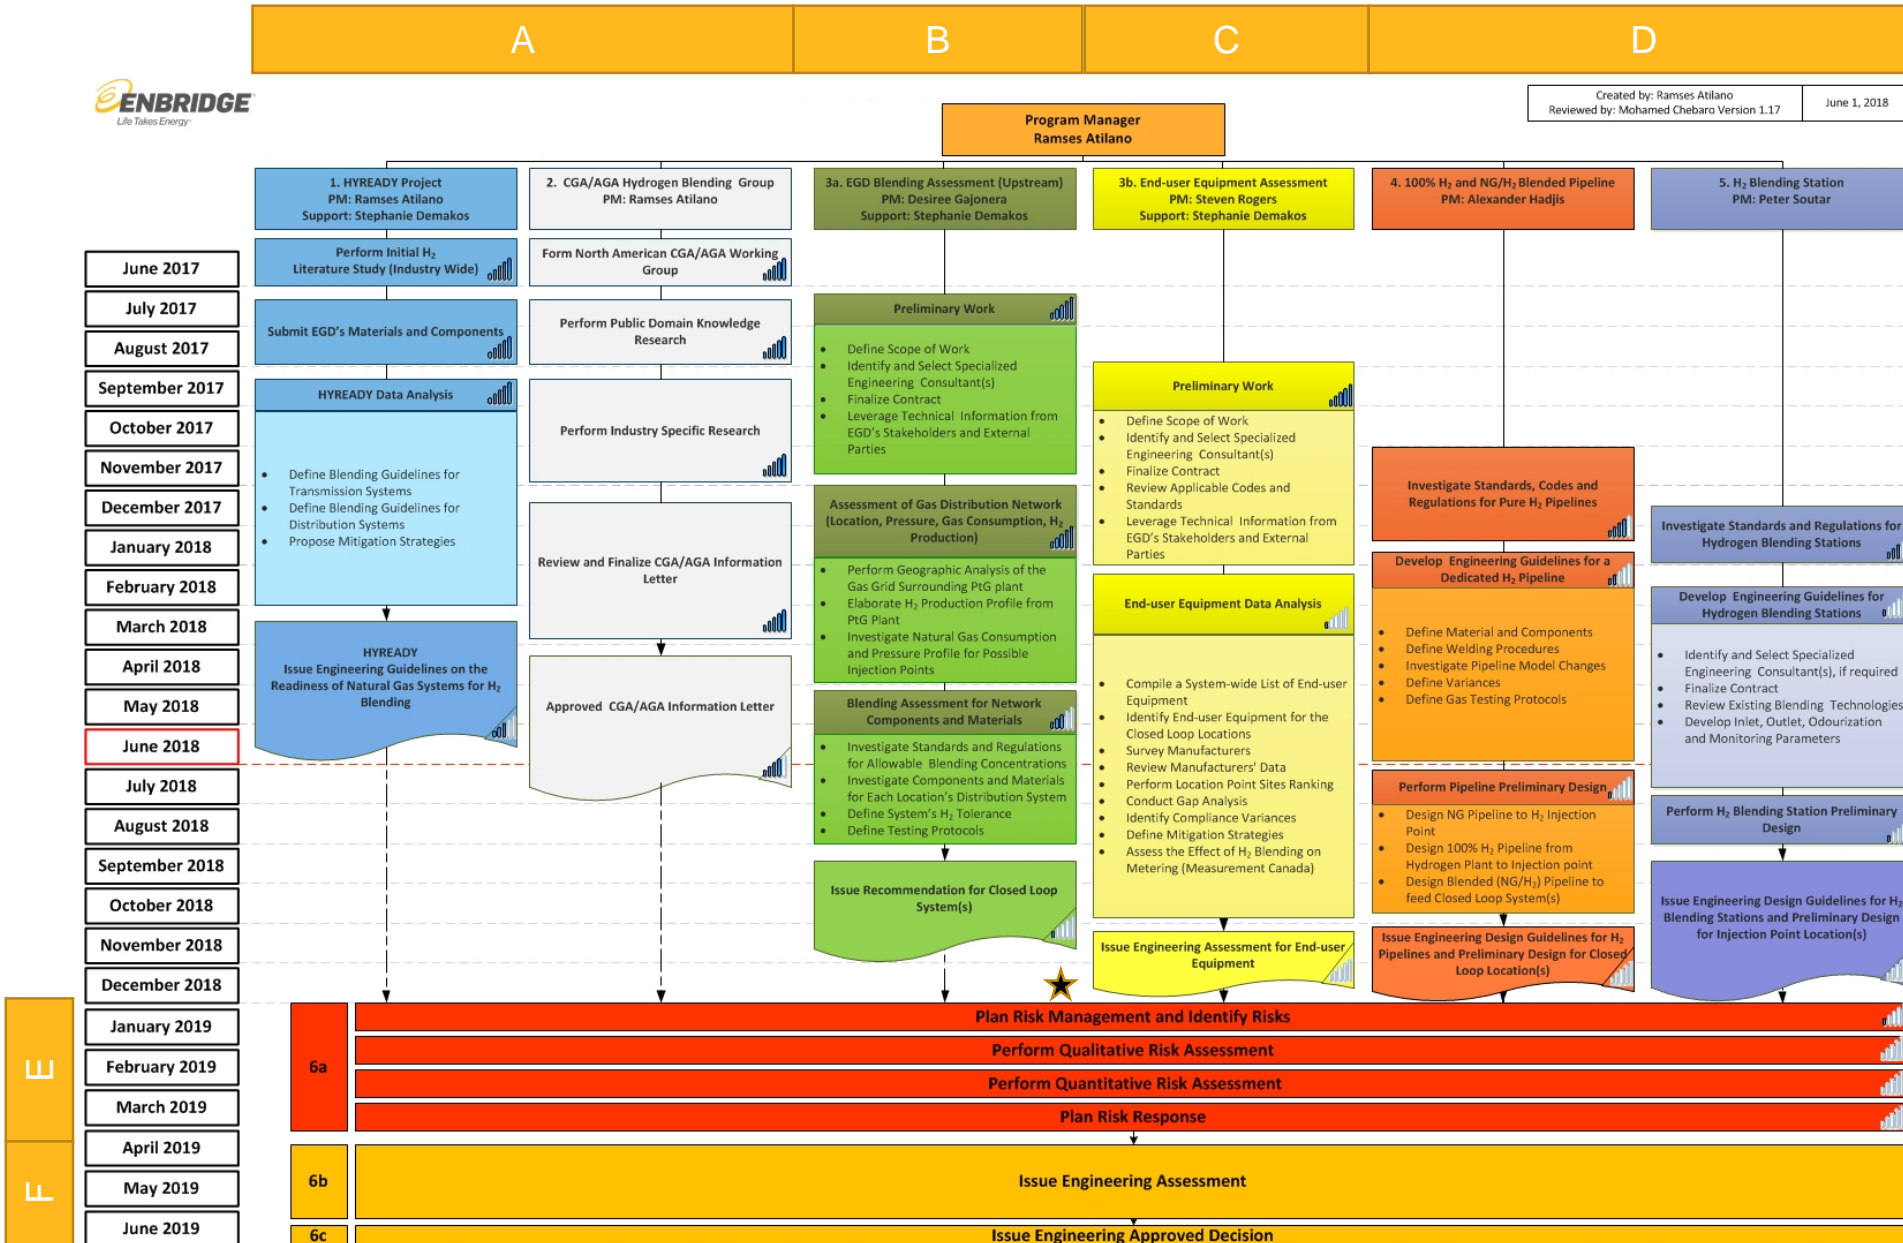 A
B
C
D
ENBRIDGE
Life Takes Energy
Created by: Ramses Atilano
Reviewed by: Mohamed Chebaro Version 1.17
June 1, 2018
Program Manager
Ramses Atilano
1. HYREADY Project
PM: Ramses Atilano
Support: Stephanie Demakos
2. CGA/AGA Hydrogen Blending Group
PM: Ramses Atilano
3a. EGD Blending Assessment (Upstream)
PM: Desiree Gajonera
Support: Stephanie Demakos
3b. End-user Equipment Assessment
PM: Steven Rogers
Support: Stephanie Demakos
4. 100% H₂ and NG/H₂ Blended Pipeline
PM: Alexander Hadjis
5. H₂ Blending Station
PM: Peter Soutar
June 2017
July 2017
August 2017
September 2017
October 2017
November 2017
December 2017
January 2018
February 2018
March 2018
April 2018
May 2018
June 2018
July 2018
August 2018
September 2018
October 2018
November 2018
December 2018
January 2019
February 2019
March 2019
April 2019
May 2019
June 2019
Perform Initial H₂
Literature Study (Industry Wide)
Submit EGD's Materials and Components
HYREADY Data Analysis
• Define Blending Guidelines for
Transmission Systems
• Define Blending Guidelines for
Distribution Systems
• Propose Mitigation Strategies
HYREADY
Issue Engineering Guidelines on the
Readiness of Natural Gas Systems for H₂
Blending
Form North American CGA/AGA Working
Group
Perform Public Domain Knowledge
Research
Perform Industry Specific Research
Review and Finalize CGA/AGA Information
Letter
Approved CGA/AGA Information Letter
Preliminary Work
• Define Scope of Work
• Identify and Select Specialized
Engineering Consultant(s)
• Finalize Contract
• Leverage Technical Information from
EGD's Stakeholders and External
Parties
Assessment of Gas Distribution Network
(Location, Pressure, Gas Consumption, H₂
Production)
• Perform Geographic Analysis of the
Gas Grid Surrounding PtG plant
• Elaborate H₂ Production Profile from
PtG Plant
• Investigate Natural Gas Consumption
and Pressure Profile for Possible
Injection Points
Blending Assessment for Network
Components and Materials
• Investigate Standards and Regulations
for Allowable Blending Concentrations
• Investigate Components and Materials
for Each Location's Distribution System
• Define System's H₂ Tolerance
• Define Testing Protocols
Issue Recommendation for Closed Loop
System(s)
Preliminary Work
• Define Scope of Work
• Identify and Select Specialized
Engineering Consultant(s)
• Finalize Contract
• Review Applicable Codes and
Standards
• Leverage Technical Information from
EGD's Stakeholders and External
Parties
End-user Equipment Data Analysis
• Compile a System-wide List of End-user
Equipment
• Identify End-user Equipment for the
Closed Loop Locations
• Survey Manufacturers
• Review Manufacturers' Data
• Perform Location Point Sites Ranking
• Conduct Gap Analysis
• Identify Compliance Variances
• Define Mitigation Strategies
• Assess the Effect of H₂ Blending on
Metering (Measurement Canada)
Issue Engineering Assessment for End-user
Equipment
Investigate Standards, Codes and
Regulations for Pure H₂ Pipelines
Develop Engineering Guidelines for a
Dedicated H₂ Pipeline
• Define Material and Components
• Define Welding Procedures
• Investigate Pipeline Model Changes
• Define Variances
• Define Gas Testing Protocols
Perform Pipeline Preliminary Design
• Design NG Pipeline to H₂ Injection
Point
• Design 100% H₂ Pipeline from
Hydrogen Plant to Injection point
• Design Blended (NG/H₂) Pipeline to
feed Closed Loop System(s)
Issue Engineering Design Guidelines for H₂
Pipelines and Preliminary Design for Closed
Loop Location(s)
Investigate Standards and Regulations for
Hydrogen Blending Stations
Develop Engineering Guidelines for
Hydrogen Blending Stations
• Identify and Select Specialized
Engineering Consultant(s), if required
• Finalize Contract
• Review Existing Blending Technologies
• Develop Inlet, Outlet, Odourization
and Monitoring Parameters
Perform H₂ Blending Station Preliminary
Design
Issue Engineering Design Guidelines for H₂
Blending Stations and Preliminary Design
for Injection Point Location(s)
E
6a
Plan Risk Management and Identify Risks
Perform Qualitative Risk Assessment
Perform Quantitative Risk Assessment
Plan Risk Response
F
6b
Issue Engineering Assessment
6c
Issue Engineering Approved Decision